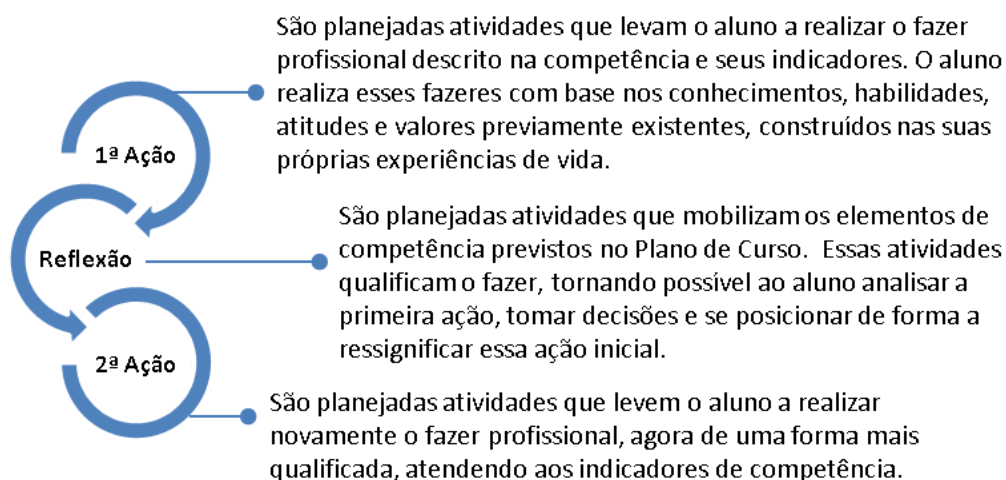 São planejadas atividades que levam o aluno a realizar o fazer
profissional descrito na competência e seus indicadores. O aluno
realiza esses fazeres com base nos conhecimentos, habilidades,
atitudes e valores previamente existentes, construídos nas suas
próprias experiências de vida.
1ª Ação
São planejadas atividades que mobilizam os elementos de
competência previstos no Plano de Curso. Essas atividades
qualificam o fazer, tornando possível ao aluno analisar a
primeira ação, tomar decisões e se posicionar de forma a
ressignificar essa ação inicial.
Reflexão
2ª Ação
São planejadas atividades que levem o aluno a realizar
novamente o fazer profissional, agora de uma forma mais
qualificada, atendendo aos indicadores de competência.